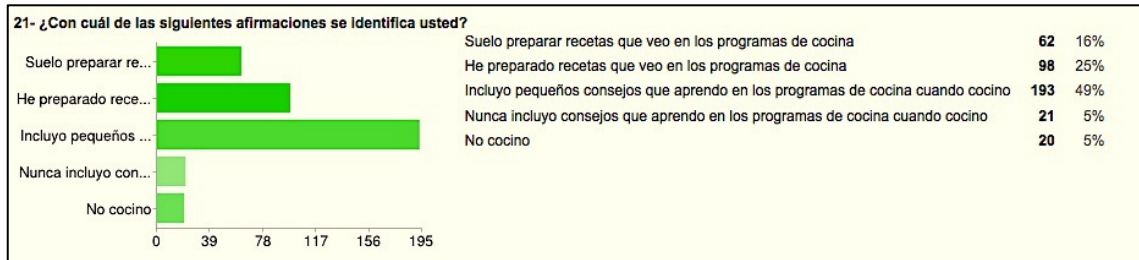 21- ¿Con cuál de las siguientes afirmaciones se identifica usted?
Suelo preparar re...
He preparado rece...
Incluyo pequeños ...
Nunca incluyo con...
No cocino
0 39 78 117 156 195
Suelo preparar recetas que veo en los programas de cocina 62 16%
He preparado recetas que veo en los programas de cocina 98 25%
Incluyo pequeños consejos que aprendo en los programas de cocina cuando cocino 193 49%
Nunca incluyo consejos que aprendo en los programas de cocina cuando cocino 21 5%
No cocino 20 5%